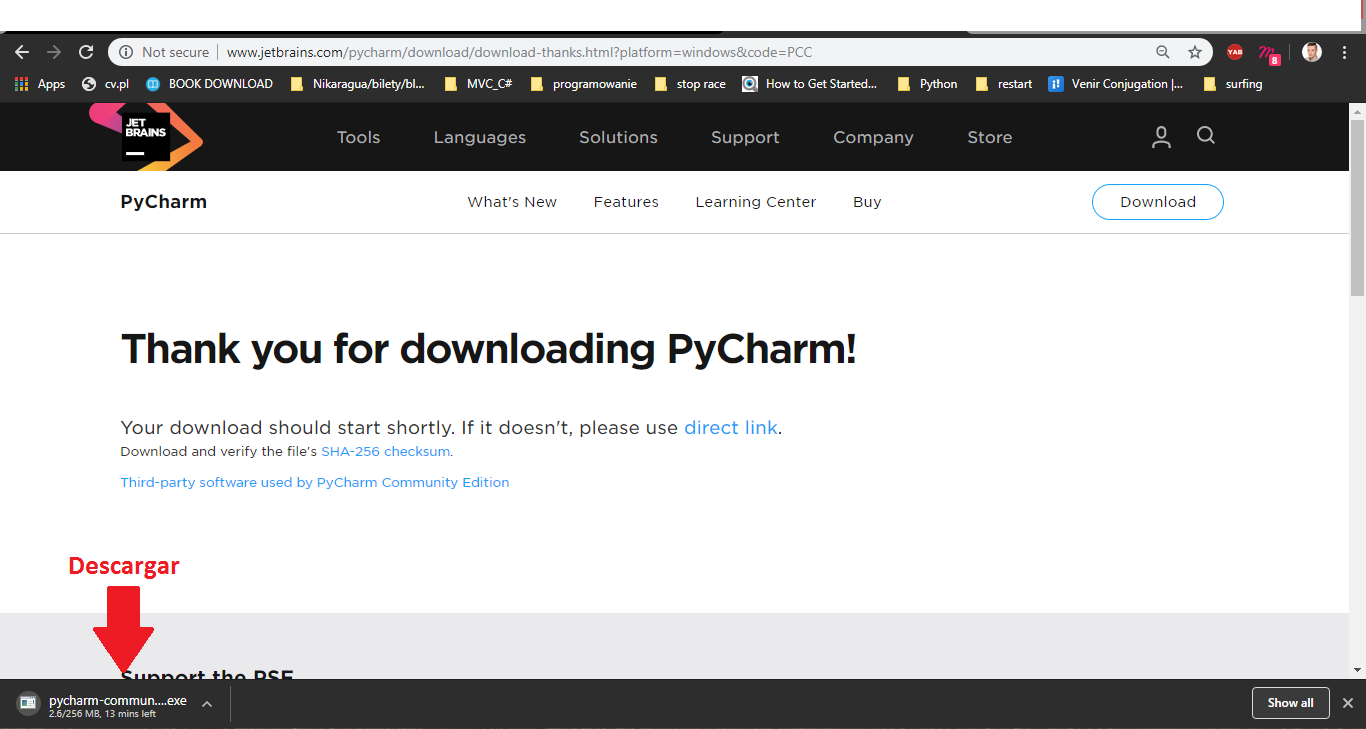 Not secure www.jetbrains.com/pycharm/download/download-thanks.html?platform=windows&code=PCC
YAB
8
Apps cv.pl BOOK DOWNLOAD Nikaragua/bilety/bl... MVC_C# programowanie stop race How to Get Started... Python restart Venir Conjugation |... surfing
JET
BRAINS
Tools Languages Solutions Support Company Store
PyCharm What's New Features Learning Center Buy Download
Thank you for downloading PyCharm!
Your download should start shortly. If it doesn't, please use direct link.
Download and verify the file's SHA-256 checksum.
Third-party software used by PyCharm Community Edition
Descargar
Support the PSF
pycharm-commun....exe
2.6/256 MB, 13 mins left
Show all